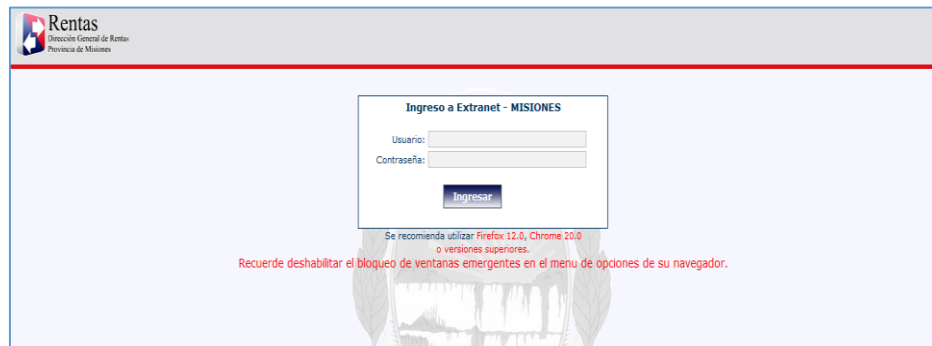 Rentas
Dirección General de Rentas
Provincia de Misiones
Ingreso a Extranet - MISIONES
Usuario:
Contraseña:
Ingresar
Se recomienda utilizar Firefox 12.0, Chrome 20.0
o versiones superiores.
Recuerde deshabilitar el bloqueo de ventanas emergentes en el menu de opciones de su navegador.